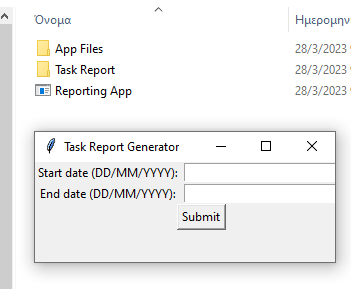 Όνομα Ημερομην
App Files 28/3/2023
Task Report 28/3/2023
Reporting App 28/3/2023
Task Report Generator
Start date (DD/MM/YYYY):
End date (DD/MM/YYYY):
Submit